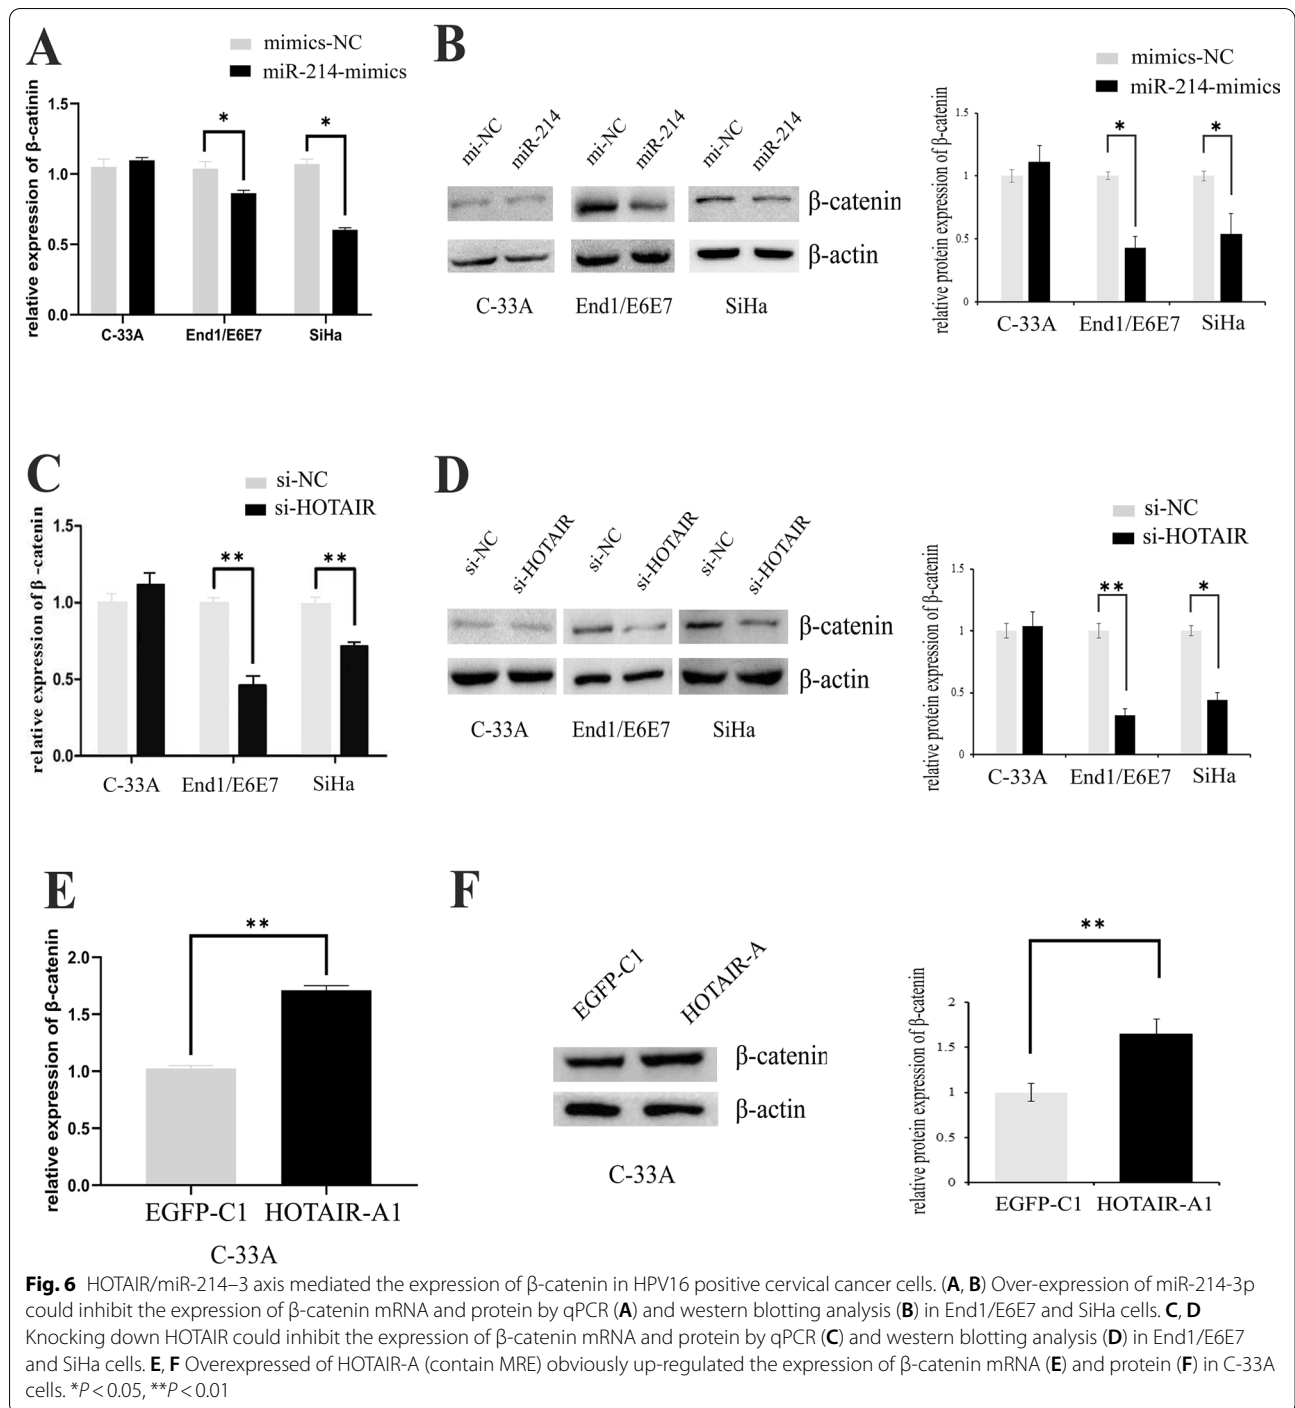 A
mimics-NC
miR-214-mimics
relative expression of β-catinin
1.5
1.0
0.5
0.0
*
*
C-33A
End1/E6E7
SiHa
B
mi-NC
miR-214
mi-NC
miR-214
mi-NC
miR-214
β-catenin
β-actin
C-33A
End1/E6E7
SiHa
mimics-NC
miR-214-mimics
relative protein expression of β-catenin
1.5
1
0.5
0
*
*
C-33A
End1/E6E7
SiHa
C
si-NC
si-HOTAIR
relative expression of β -catenin
1.5
1.0
0.5
0.0
**
**
C-33A
End1/E6E7
SiHa
D
si-NC
si-HOTAIR
si-NC
si-HOTAIR
si-NC
si-HOTAIR
β-catenin
β-actin
C-33A
End1/E6E7
SiHa
si-NC
si-HOTAIR
relative protein expression of β-catenin
1.5
1
0.5
0
**
*
C-33A
End1/E6E7
SiHa
E
relative expression of β-catenin
2.0
1.5
1.0
0.5
0.0
**
EGFP-C1
HOTAIR-A1
C-33A
F
EGFP-C1
HOTAIR-A
β-catenin
β-actin
C-33A
relative protein expression of β-catenin
2
1.5
1
0.5
0
**
EGFP-C1
HOTAIR-A1
Fig. 6 HOTAIR/miR-214–3 axis mediated the expression of β-catenin in HPV16 positive cervical cancer cells. (A, B) Over-expression of miR-214-3p
could inhibit the expression of β-catenin mRNA and protein by qPCR (A) and western blotting analysis (B) in End1/E6E7 and SiHa cells. C, D
Knocking down HOTAIR could inhibit the expression of β-catenin mRNA and protein by qPCR (C) and western blotting analysis (D) in End1/E6E7
and SiHa cells. E, F Overexpressed of HOTAIR-A (contain MRE) obviously up-regulated the expression of β-catenin mRNA (E) and protein (F) in C-33A
cells. *P < 0.05, **P < 0.01